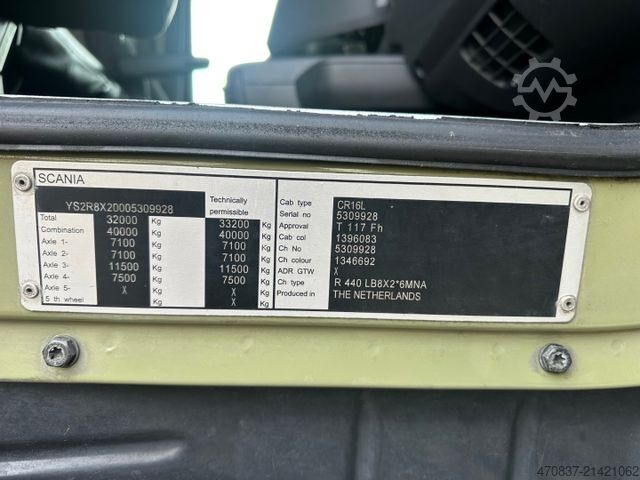 SCANIA
YS2R8X20005309928 Technically permissible
Total 32000 Kg 33200 Kg
Combination 40000 Kg 40000 Kg
Axle 1- 7100 Kg 7100 Kg
Axle 2- 7100 Kg 7100 Kg
Axle 3- 11500 Kg 11500 Kg
Axle 4- 7500 Kg 7500 Kg
Axle 5- X Kg X Kg
5 th wheel Kg X Kg
Cab type CR16L
Serial no 5309928
Approval T 117 Fh
Cab col 1396083
Ch No 5309928
Ch colour 1346692
ADR GTW X
Ch type R 440 LB8X2*6MNA
Produced in THE NETHERLANDS
470837-21421062